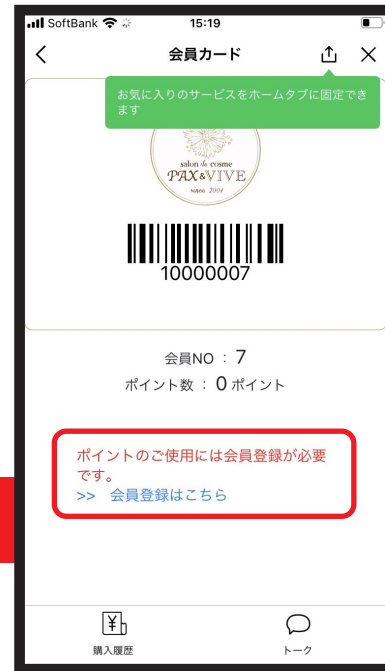 SoftBank
15:19
会員カード
お気に入りのサービスをホームタブに固定でき
ます
salon de cosme
PAX&VIVE
since 2001
10000007
会員NO : 7
ポイント数 : 0 ポイント
ポイントのご使用には会員登録が必要
です。
>> 会員登録はこちら
購入履歴
トーク